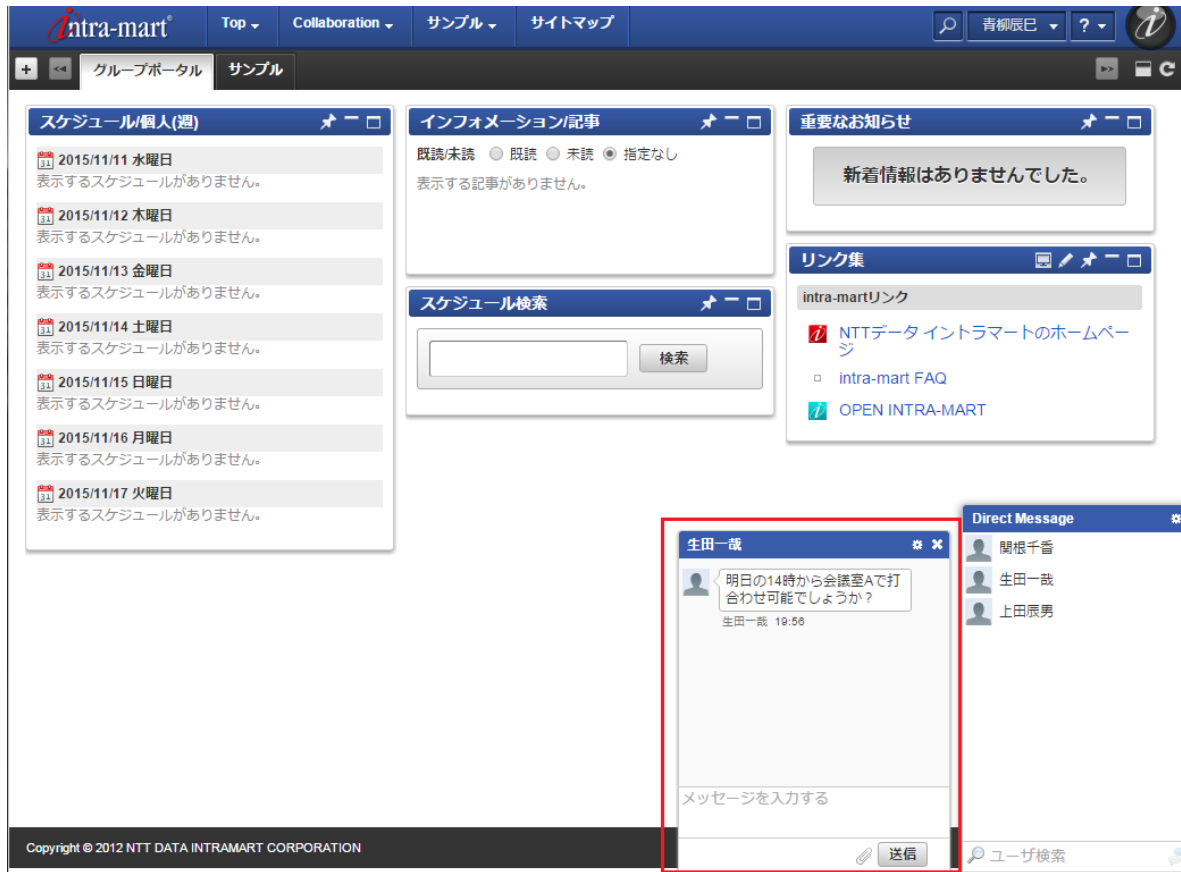 intra-mart®
Top
Collaboration
サンプル
サイトマップ
青柳辰巳
?
グループポータル
サンプル
スケジュール/個人(週)
2015/11/11 水曜日
表示するスケジュールがありません。
2015/11/12 木曜日
表示するスケジュールがありません。
2015/11/13 金曜日
表示するスケジュールがありません。
2015/11/14 土曜日
表示するスケジュールがありません。
2015/11/15 日曜日
表示するスケジュールがありません。
2015/11/16 月曜日
表示するスケジュールがありません。
2015/11/17 火曜日
表示するスケジュールがありません。
インフォメーション/記事
既読/未読 既読 未読 指定なし
表示する記事がありません。
スケジュール検索
検索
重要なお知らせ
新着情報はありませんでした。
リンク集
intra-martリンク
NTTデータ イントラマートのホームペー
ジ
intra-mart FAQ
OPEN INTRA-MART
生田一哉
明日の14時から会議室Aで打
合わせ可能でしょうか？
生田一哉 19:56
メッセージを入力する
送信
Direct Message
関根千香
生田一哉
上田辰男
ユーザ検索
Copyright © 2012 NTT DATA INTRAMART CORPORATION